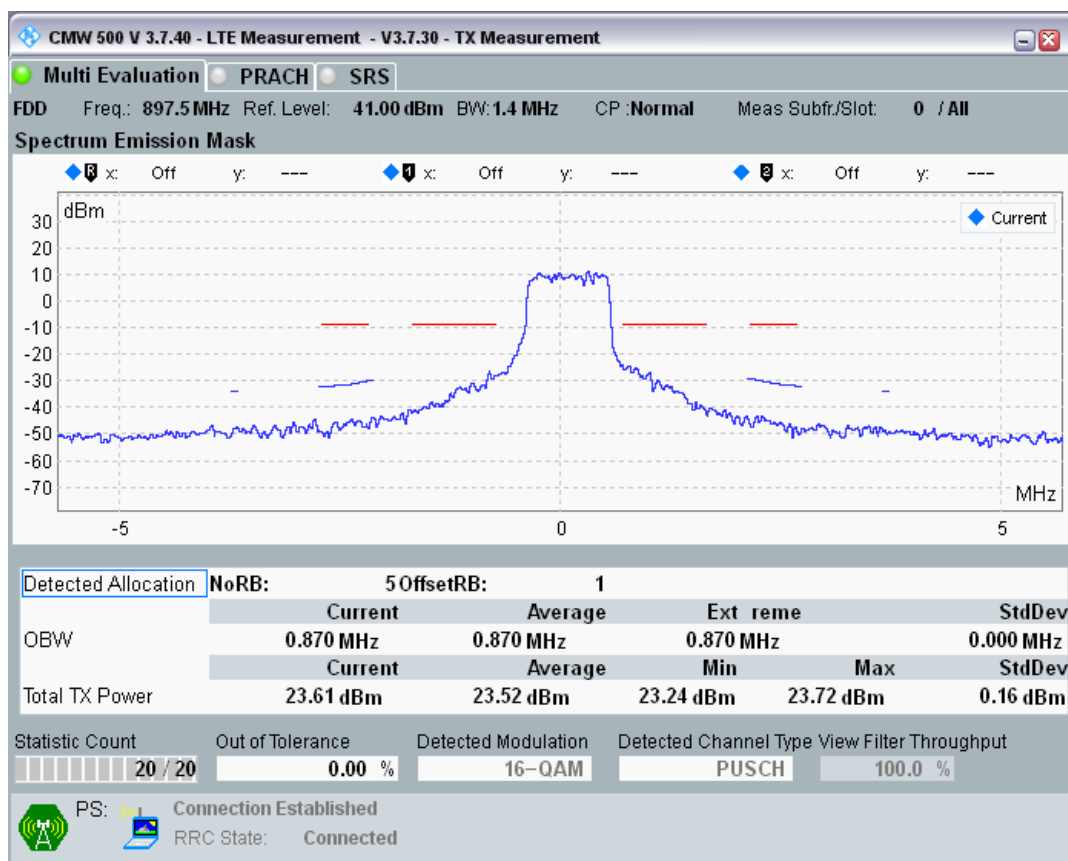 CMW 500 V 3.7.40 - LTE Measurement - V3.7.30 - TX Measurement
Multi Evaluation PRACH SRS
FDD Freq.: 897.5 MHz Ref. Level: 41.00 dBm BW: 1.4 MHz CP :Normal Meas Subfr./Slot: 0 / All
Spectrum Emission Mask
R x: Off y: --- 1 x: Off y: --- 2 x: Off y: ---
dBm
Current
30
20
10
0
-10
-20
-30
-40
-50
-60
-70
MHz
-5 0 5
Detected Allocation NoRB: 5 OffsetRB: 1
Current Average Ext reme StdDev
OBW 0.870 MHz 0.870 MHz 0.870 MHz 0.000 MHz
Current Average Min Max StdDev
Total TX Power 23.61 dBm 23.52 dBm 23.24 dBm 23.72 dBm 0.16 dBm
Statistic Count Out of Tolerance Detected Modulation Detected Channel Type View Filter Throughput
20 / 20 0.00 % 16-QAM PUSCH 100.0 %
PS: Connection Established
RRC State: Connected